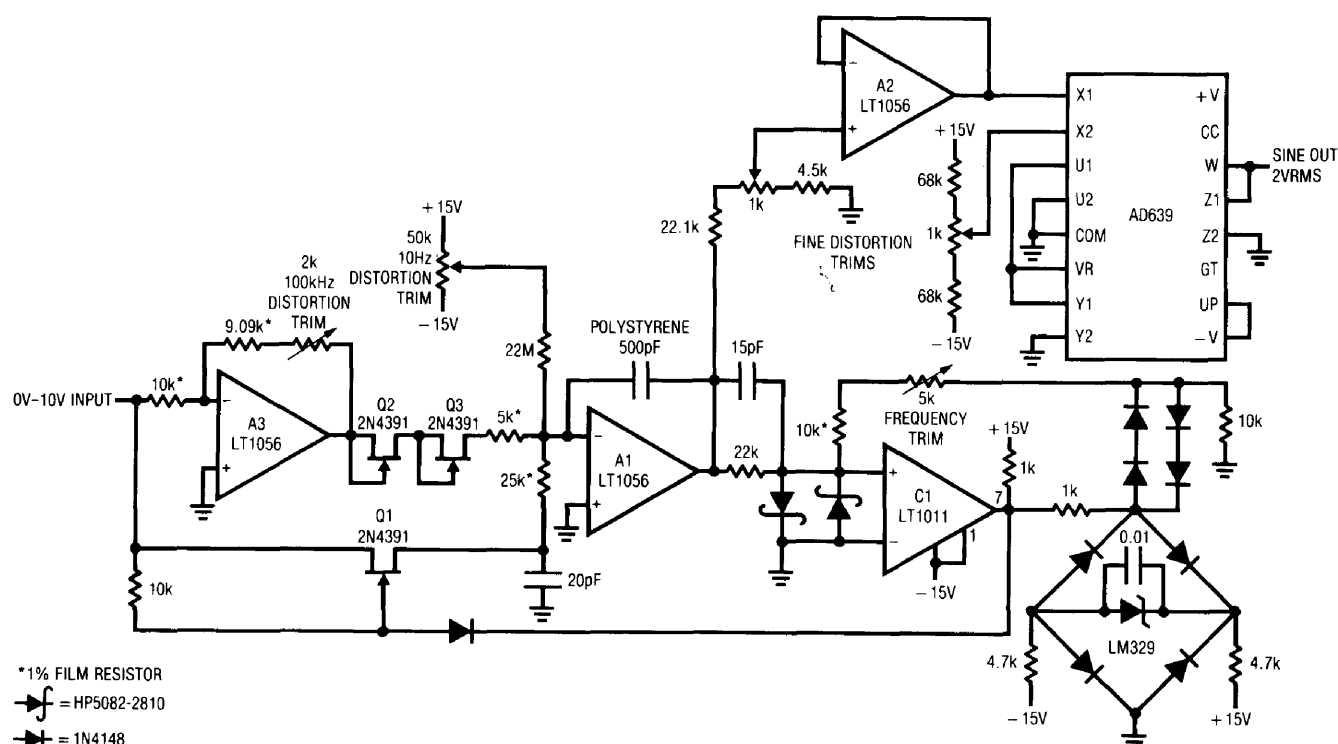 A2
LT1056
−
+
X1
X2
U1
U2
COM
VR
Y1
Y2
AD639
+V
CC
W
Z1
Z2
GT
UP
−V
SINE OUT
2VRMS
+15V
68k
1k
68k
−15V
4.5k
1k
22.1k
FINE DISTORTION
TRIMS
+15V
50k
10Hz
DISTORTION
TRIM
−15V
2k
100kHz
DISTORTION
TRIM
9.09k*
22M
POLYSTYRENE
500pF
15pF
0V–10V INPUT
10k*
−
A3
LT1056
+
Q2
2N4391
Q3
2N4391
5k*
−
A1
LT1056
+
25k*
22k
10k*
5k
FREQUENCY
TRIM
+
C1
LT1011
−
7
1
−15V
+15V
1k
1k
10k
Q1
2N4391
10k
20pF
0.01
LM329
4.7k
4.7k
−15V
+15V
*1% FILM RESISTOR
= HP5082-2810
= 1N4148